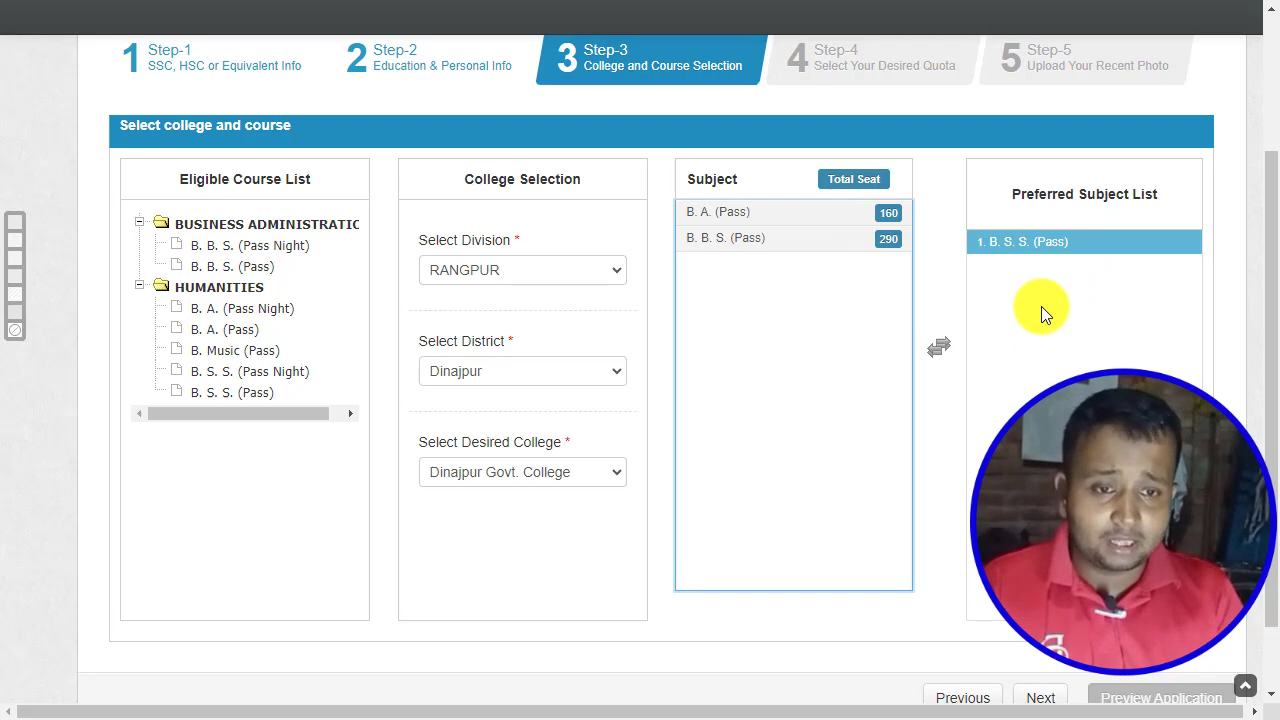 1 Step-1
SSC, HSC or Equivalent Info
2 Step-2
Education & Personal Info
3 Step-3
College and Course Selection
4 Step-4
Select Your Desired Quota
5 Step-5
Upload Your Recent Photo
Select college and course
Eligible Course List
BUSINESS ADMINISTRATIC
B. B. S. (Pass Night)
B. B. S. (Pass)
HUMANITIES
B. A. (Pass Night)
B. A. (Pass)
B. Music (Pass)
B. S. S. (Pass Night)
B. S. S. (Pass)
College Selection
Select Division *
RANGPUR
Select District *
Dinajpur
Select Desired College *
Dinajpur Govt. College
Subject Total Seat
B. A. (Pass) 160
B. B. S. (Pass) 290
Preferred Subject List
1. B. S. S. (Pass)
Previous Next Preview Application